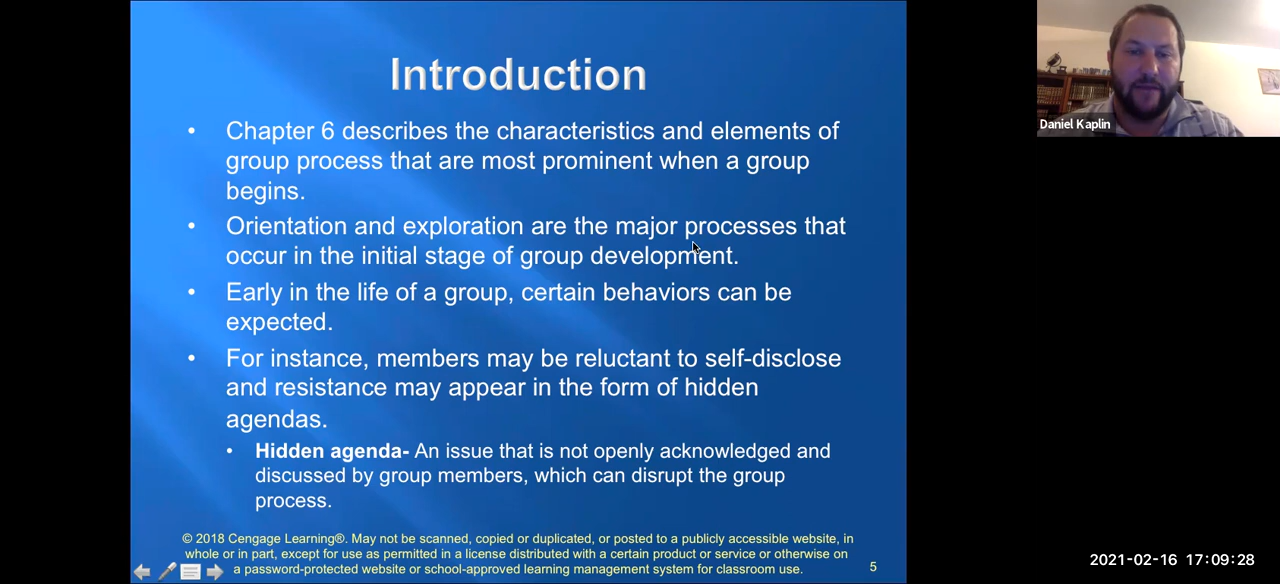 Introduction
• Chapter 6 describes the characteristics and elements of
group process that are most prominent when a group
begins.
• Orientation and exploration are the major processes that
occur in the initial stage of group development.
• Early in the life of a group, certain behaviors can be
expected.
• For instance, members may be reluctant to self-disclose
and resistance may appear in the form of hidden
agendas.
• Hidden agenda- An issue that is not openly acknowledged and
discussed by group members, which can disrupt the group
process.
© 2018 Cengage Learning®. May not be scanned, copied or duplicated, or posted to a publicly accessible website, in
whole or in part, except for use as permitted in a license distributed with a certain product or service or otherwise on
a password-protected website or school-approved learning management system for classroom use.
5
Daniel Kaplin
2021-02-16 17:09:28